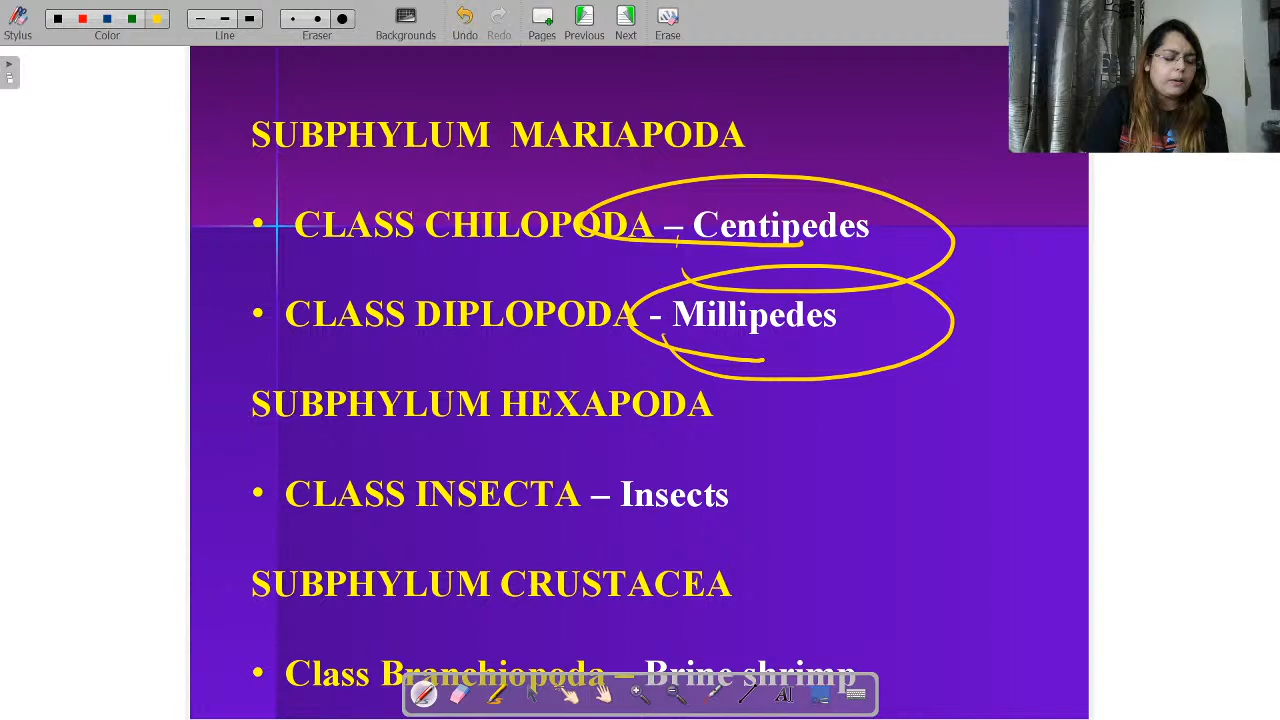 Stylus
Color
Line
Eraser
Backgrounds
Undo
Redo
Pages
Previous
Next
Erase
SUBPHYLUM MARIAPODA
• CLASS CHILOPODA – Centipedes
• CLASS DIPLOPODA - Millipedes
SUBPHYLUM HEXAPODA
• CLASS INSECTA – Insects
SUBPHYLUM CRUSTACEA
• Class Branchiopoda – Brine shrimp